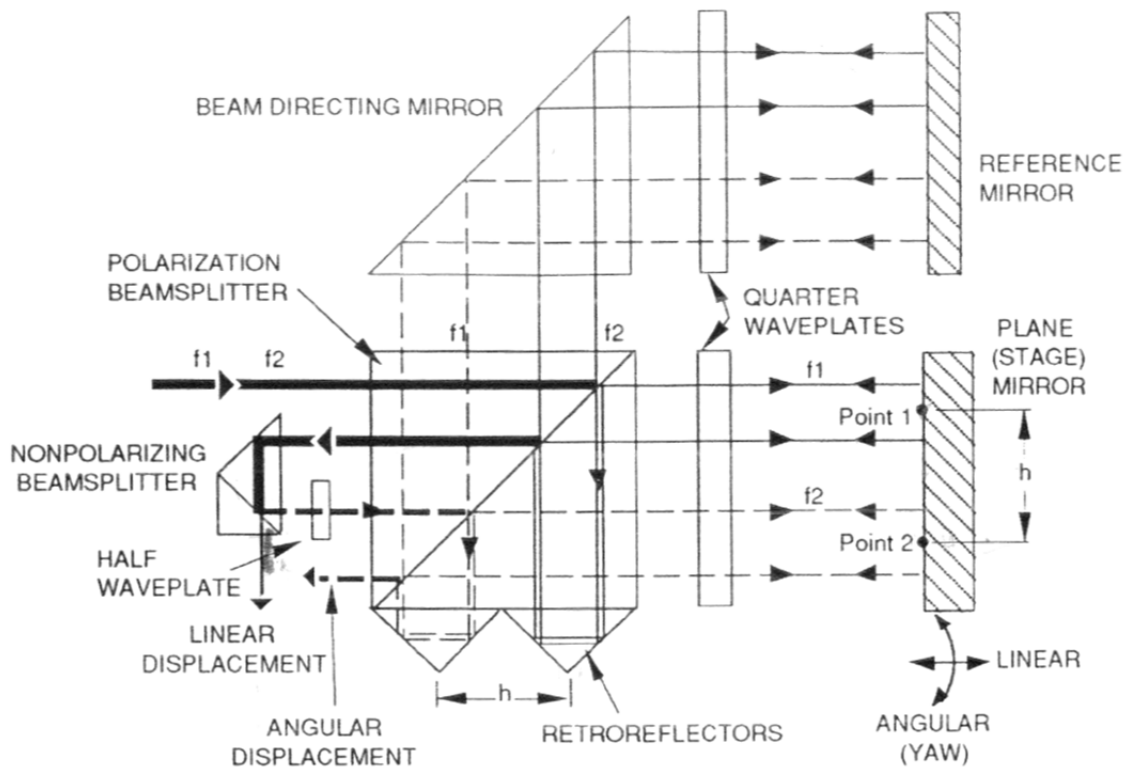 BEAM DIRECTING MIRROR
REFERENCE
MIRROR
POLARIZATION
BEAMSPLITTER
QUARTER
WAVEPLATES
PLANE
(STAGE)
MIRROR
f1
f2
f1
f2
f1
Point 1
h
NONPOLARIZING
BEAMSPLITTER
f2
Point 2
HALF
WAVEPLATE
LINEAR
DISPLACEMENT
LINEAR
h
ANGULAR
DISPLACEMENT
RETROREFLECTORS
ANGULAR
(YAW)